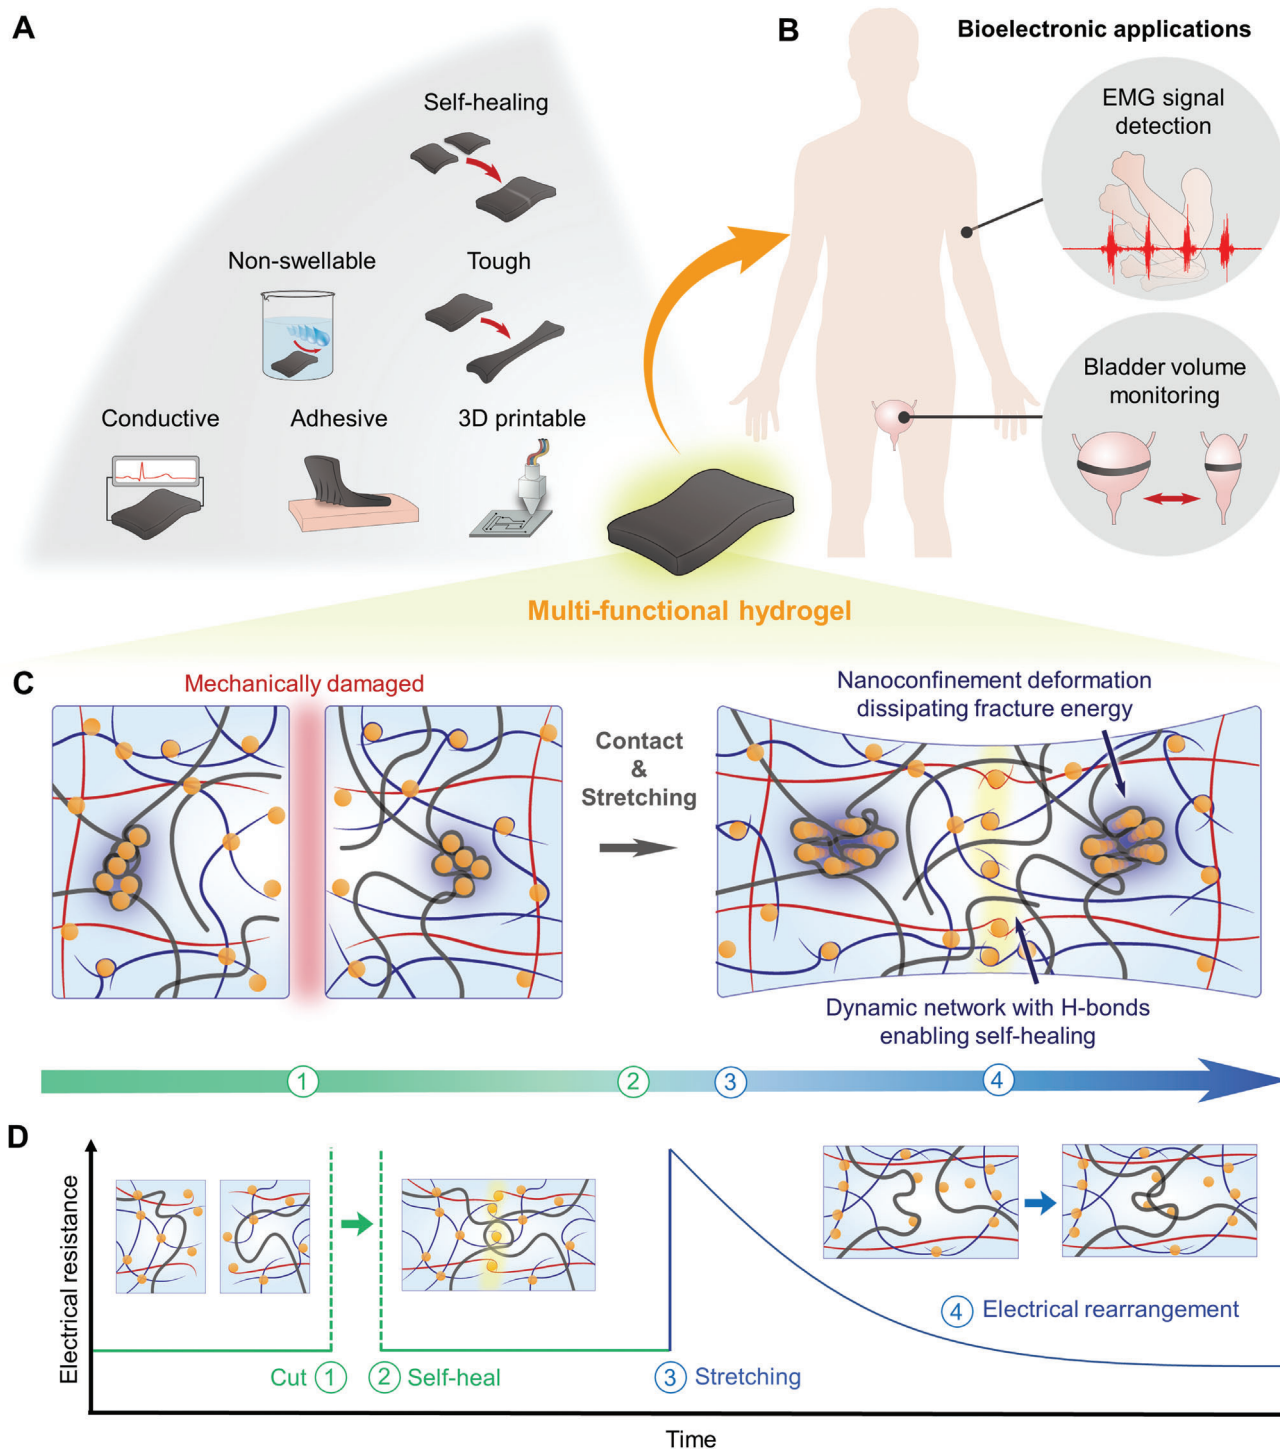 A
Self-healing
Non-swellable
Tough
Conductive
Adhesive
3D printable
B
Bioelectronic applications
EMG signal
detection
Bladder volume
monitoring
Multi-functional hydrogel
C
Mechanically damaged
Contact
&
Stretching
Nanoconfinement deformation
dissipating fracture energy
Dynamic network with H-bonds
enabling self-healing
1
2
3
4
D
Electrical resistance
Cut 1
2 Self-heal
3 Stretching
4 Electrical rearrangement
Time